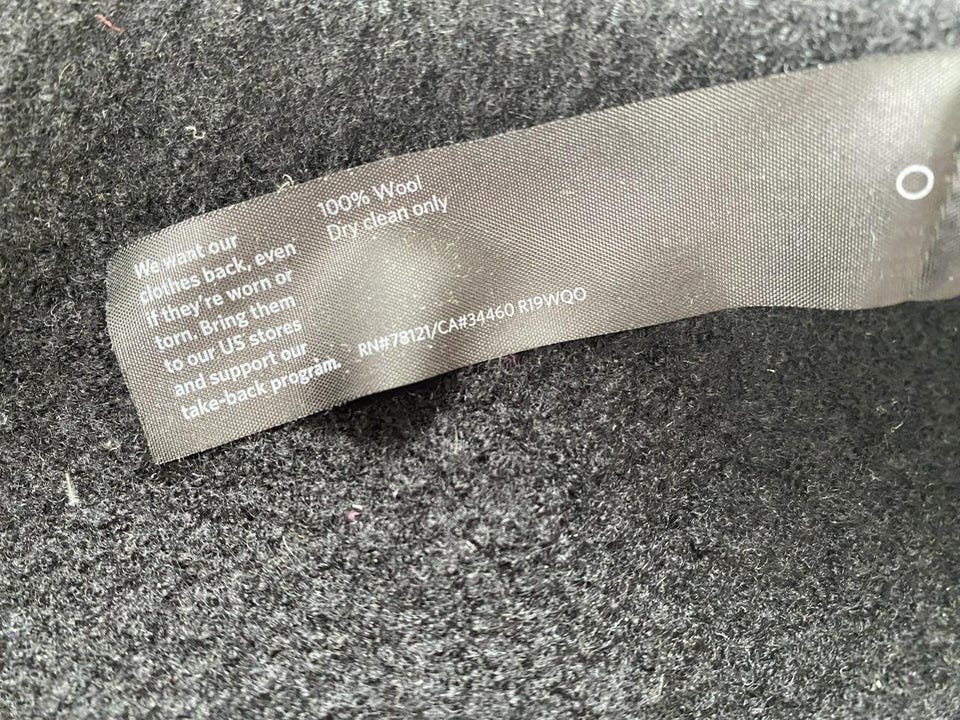 We want our
clothes back, even
if they're worn or
torn. Bring them
to our US stores
and support our
take-back program.
100% Wool
Dry clean only
RN#78121/CA#34460 R19WQO
O